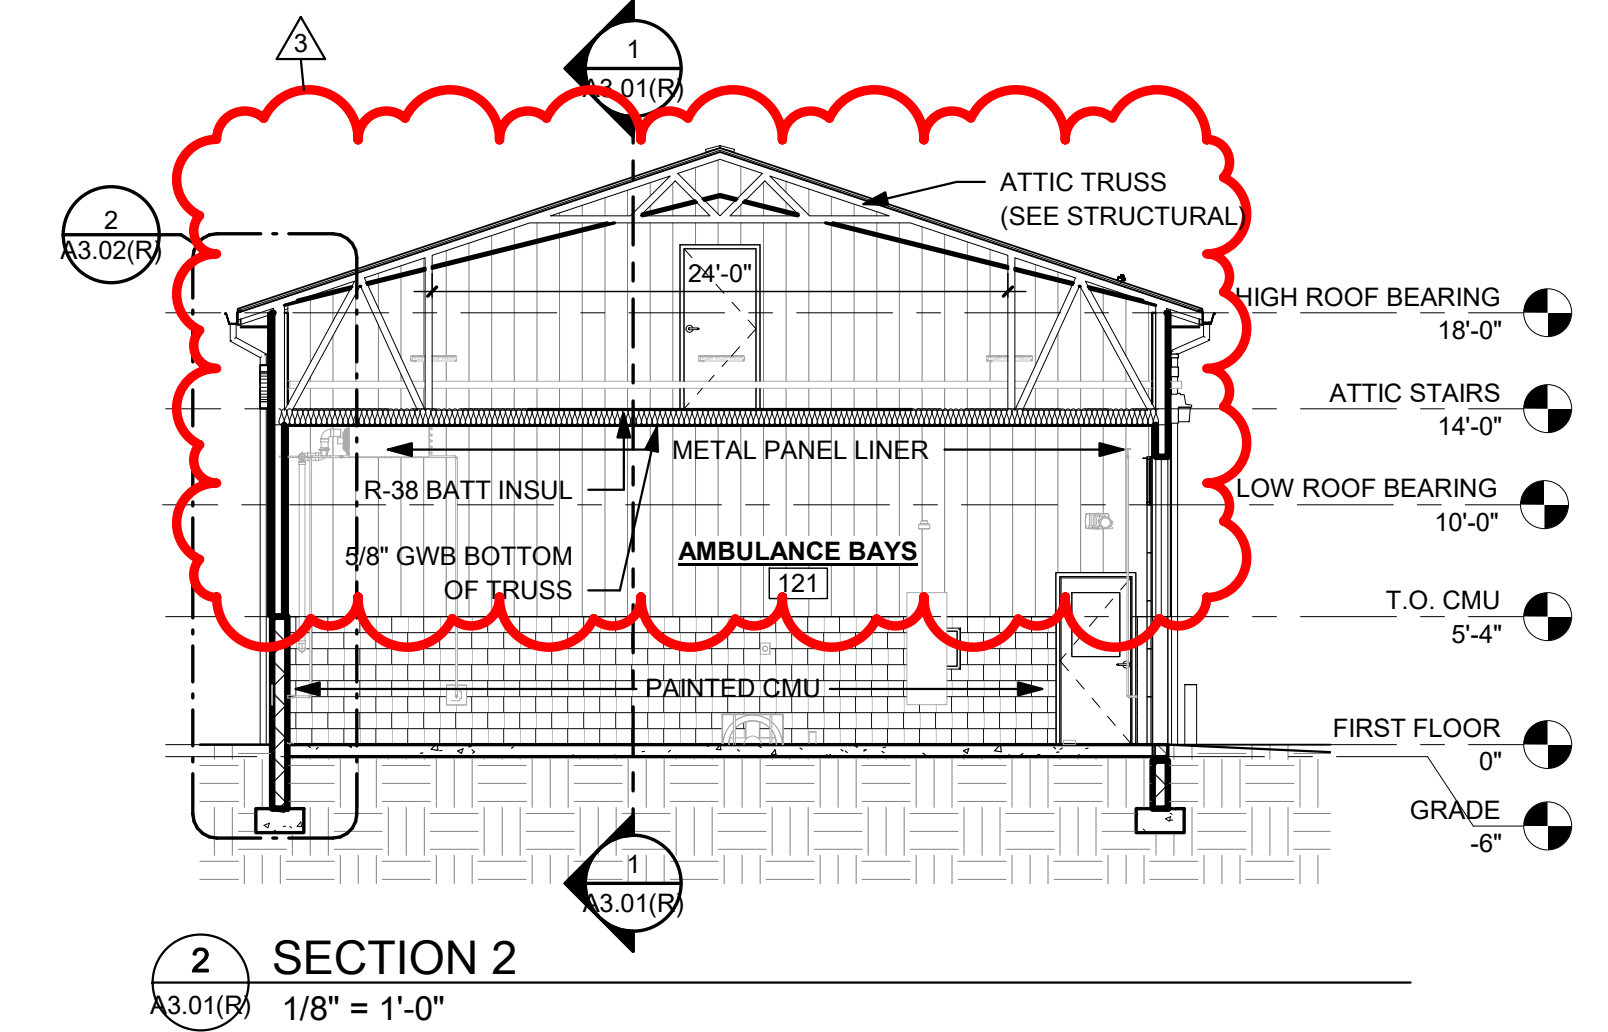 3
1
A3.01(R)
2
A3.02(R)
ATTIC TRUSS
(SEE STRUCTURAL)
24'-0"
HIGH ROOF BEARING
18'-0"
ATTIC STAIRS
14'-0"
METAL PANEL LINER
R-38 BATT INSUL
LOW ROOF BEARING
10'-0"
5/8" GWB BOTTOM
OF TRUSS
AMBULANCE BAYS
121
T.O. CMU
5'-4"
PAINTED CMU
FIRST FLOOR
0"
GRADE
-6"
1
A3.01(R)
2
A3.01(R)
SECTION 2
1/8" = 1'-0"